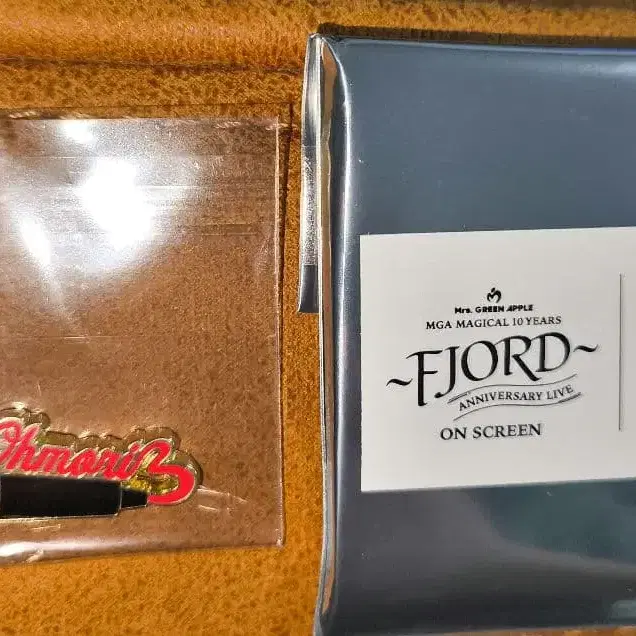 Ohmori
Mrs. GREEN APPLE
MGA MAGICAL 10 YEARS
~FJORD~
ANNIVERSARY LIVE
ON SCREEN